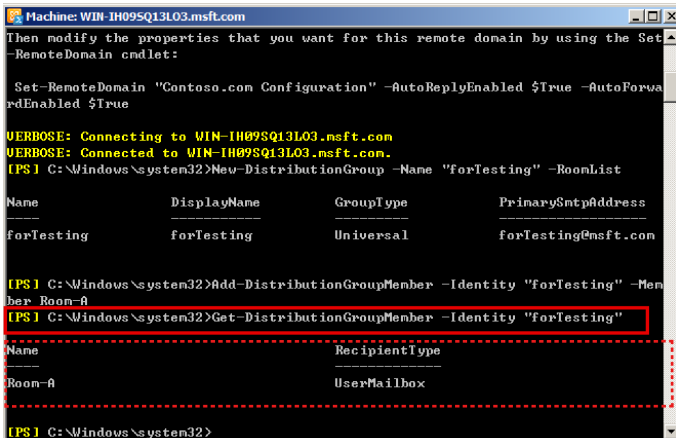 Machine: WIN-IH09SQ13LO3.msft.com
Then modify the properties that you want for this remote domain by using the Set
-RemoteDomain cmdlet:
Set-RemoteDomain "Contoso.com Configuration" -AutoReplyEnabled $True -AutoForwa
rdEnabled $True
VERBOSE: Connecting to WIN-IH09SQ13LO3.msft.com
VERBOSE: Connected to WIN-IH09SQ13LO3.msft.com.
[PS] C:\Windows\system32>New-DistributionGroup -Name "forTesting" -RoomList
Name DisplayName GroupType PrimarySmtpAddress
---- ----------- --------- ------------------
forTesting forTesting Universal forTesting@msft.com
[PS] C:\Windows\system32>Add-DistributionGroupMember -Identity "forTesting" -Mem
ber Room-A
[PS] C:\Windows\system32>Get-DistributionGroupMember -Identity "forTesting"
Name RecipientType
---- -------------
Room-A UserMailbox
[PS] C:\Windows\system32>